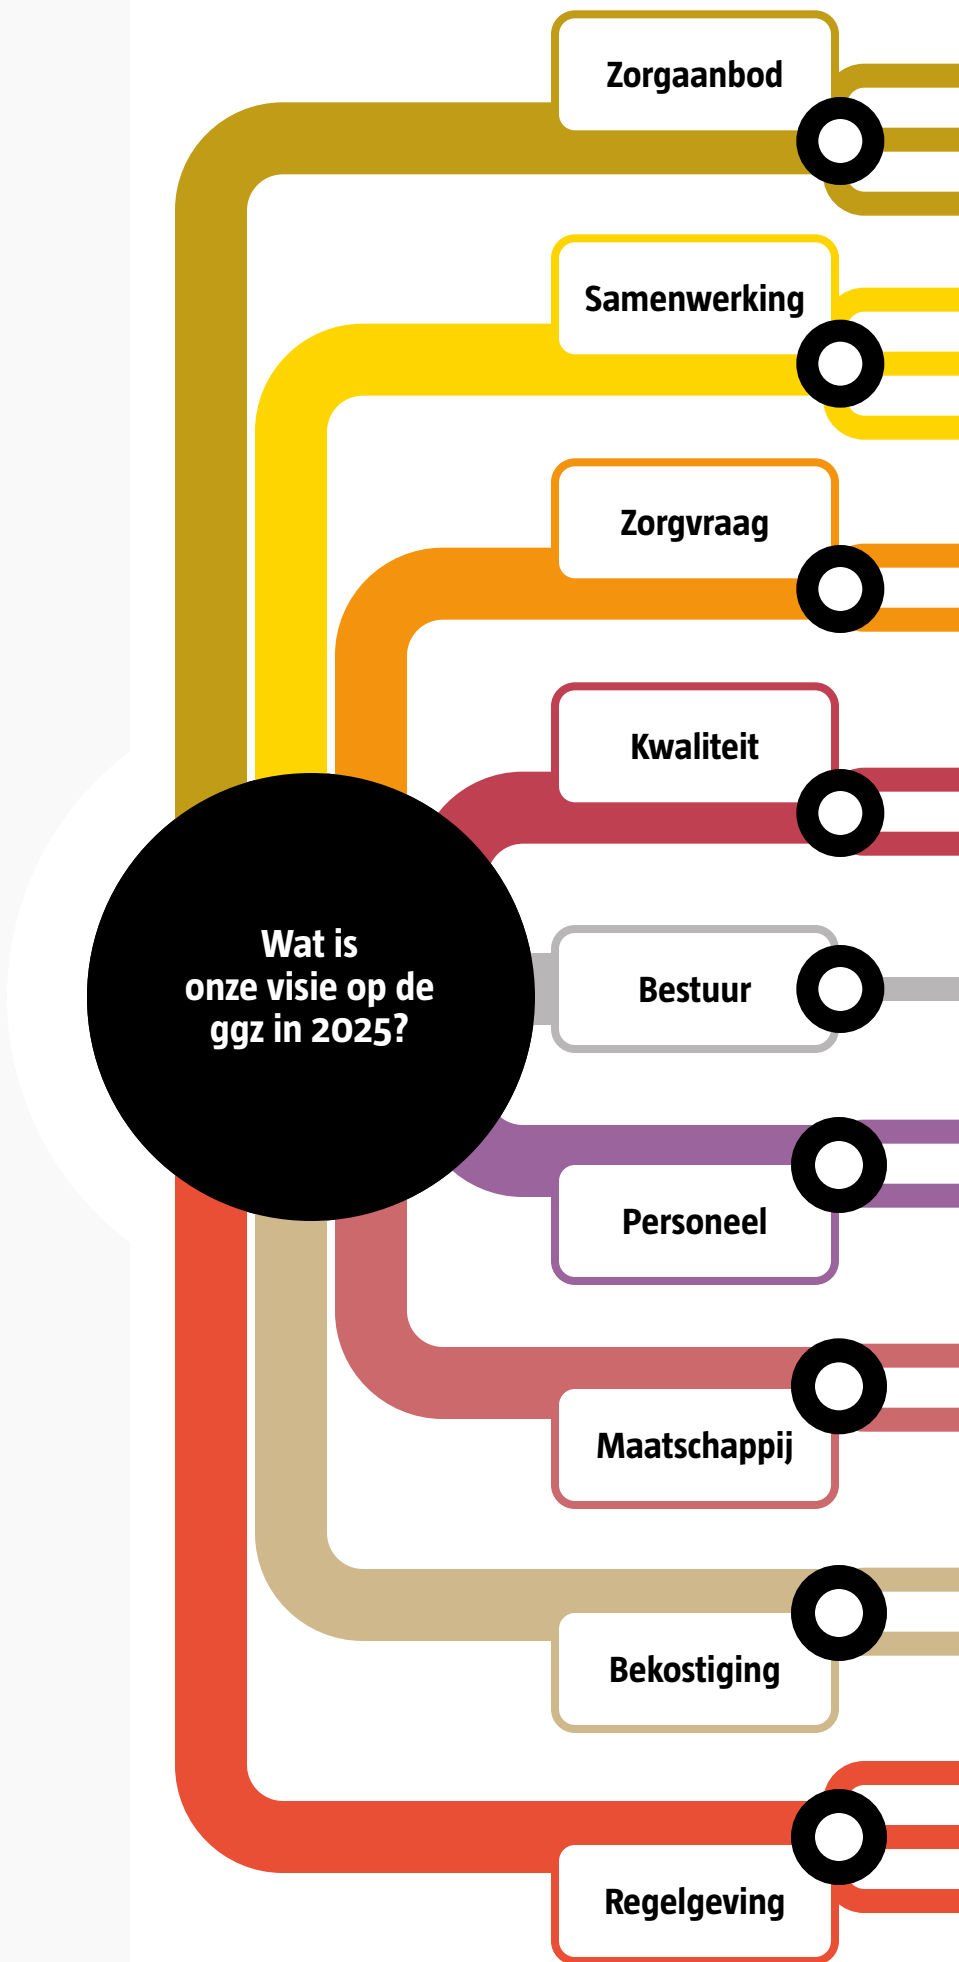 Zorgaanbod
Samenwerking
Zorgvraag
Kwaliteit
Wat is
onze visie op de
ggz in 2025?
Bestuur
Personeel
Maatschappij
Bekostiging
Regelgeving